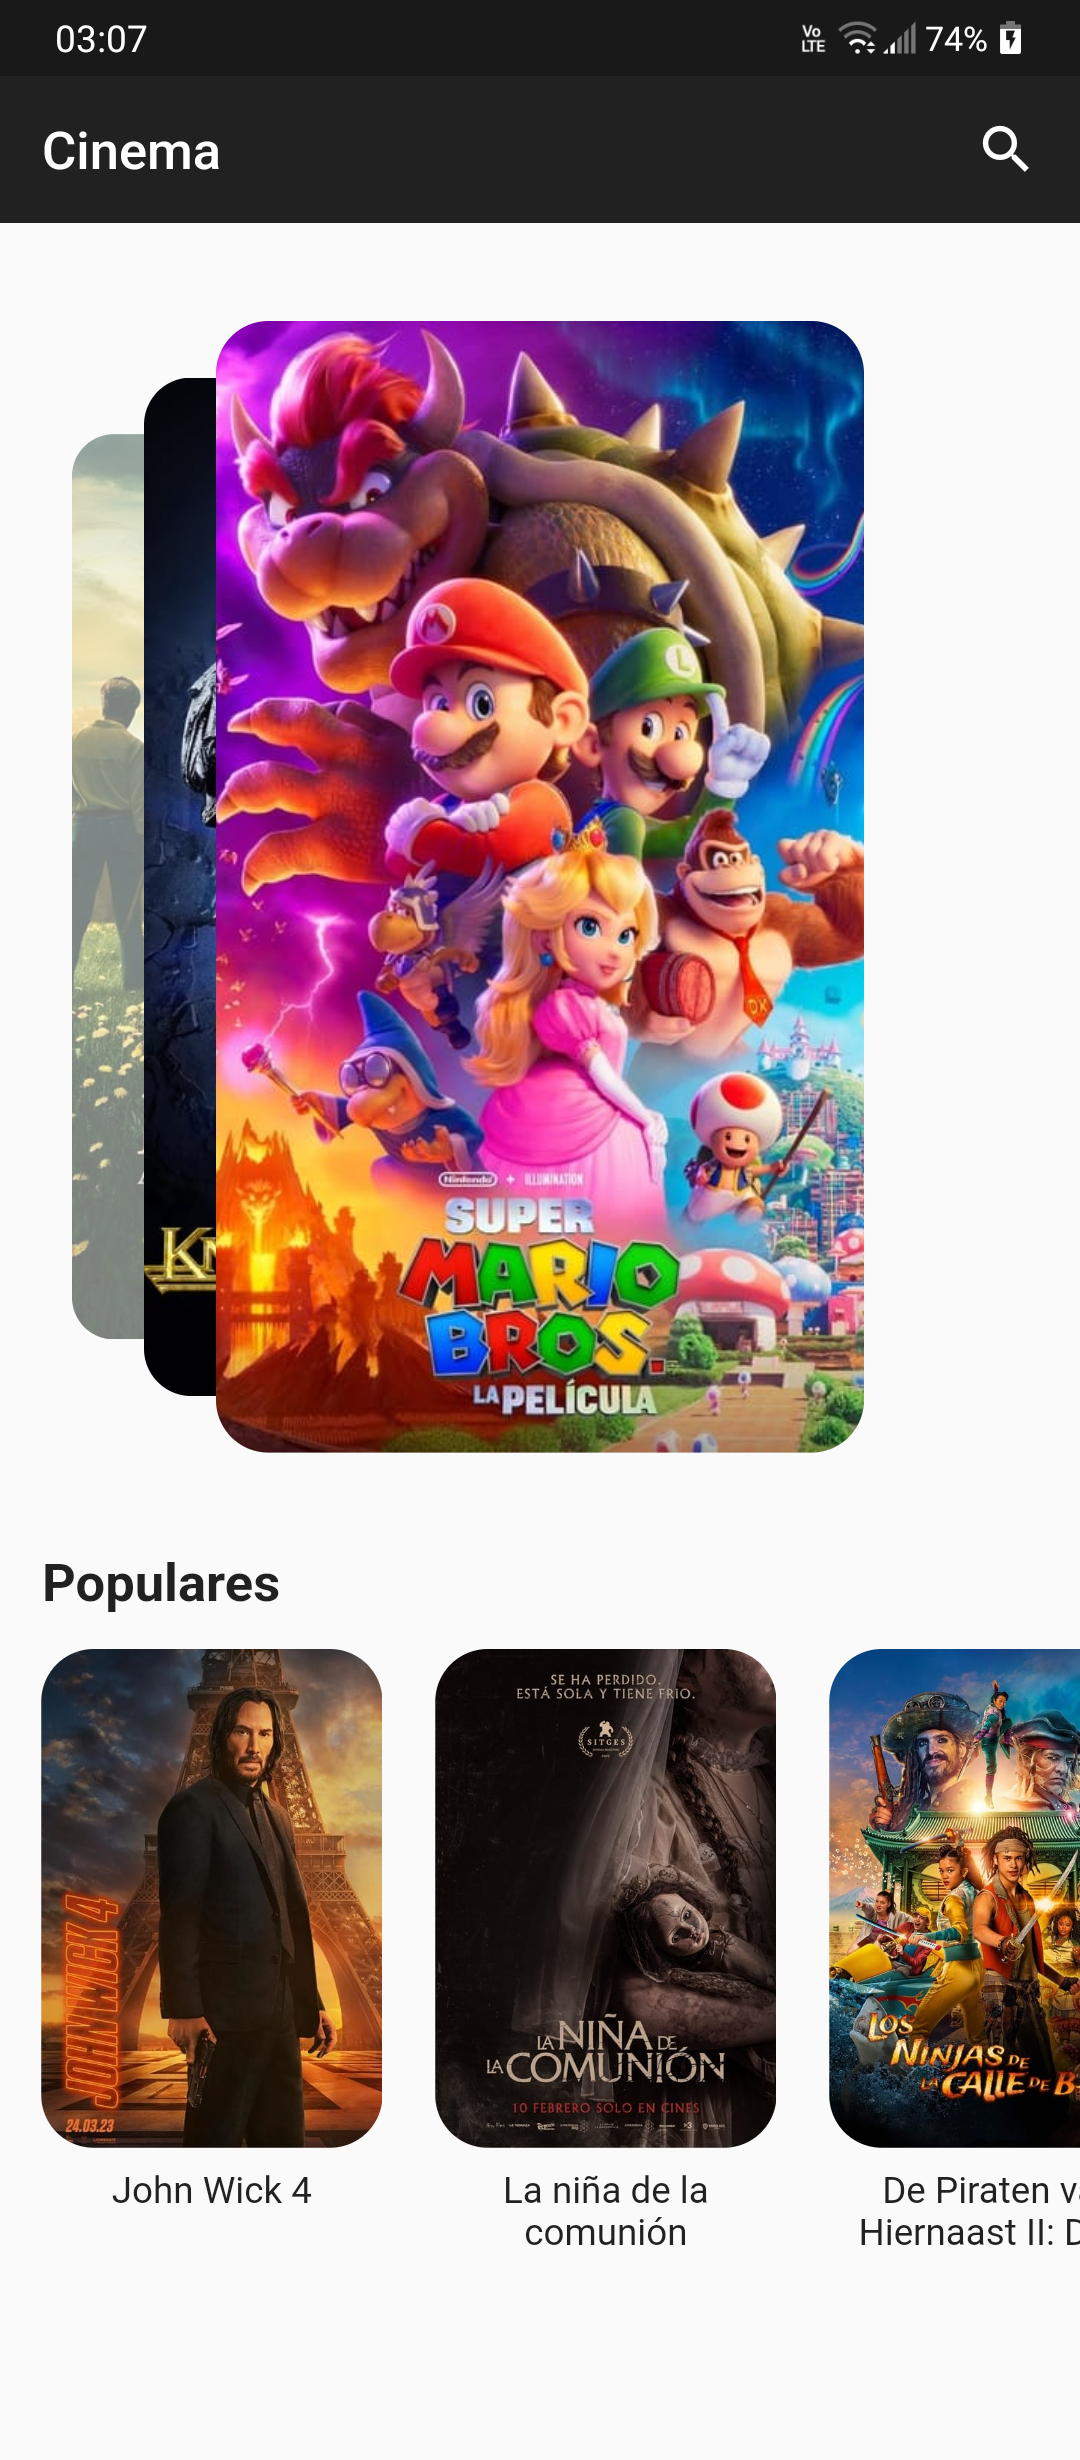 03:07
Vo
LTE
74%
Cinema
M
L
DK
Nintendo + ILLUMINATION
SUPER
MARIO
BROS.
LA PELÍCULA
Populares
JOHN WICK 4
24.03.23
SE HA PERDIDO.
ESTÁ SOLA Y TIENE FRÍO.
SITGES
LA NIÑA DE
LA COMUNIÓN
10 FEBRERO SOLO EN CINES
LOS
NINJAS DE
LA CALLE DE
John Wick 4
La niña de la
comunión
De Piraten
Hiernaast II: